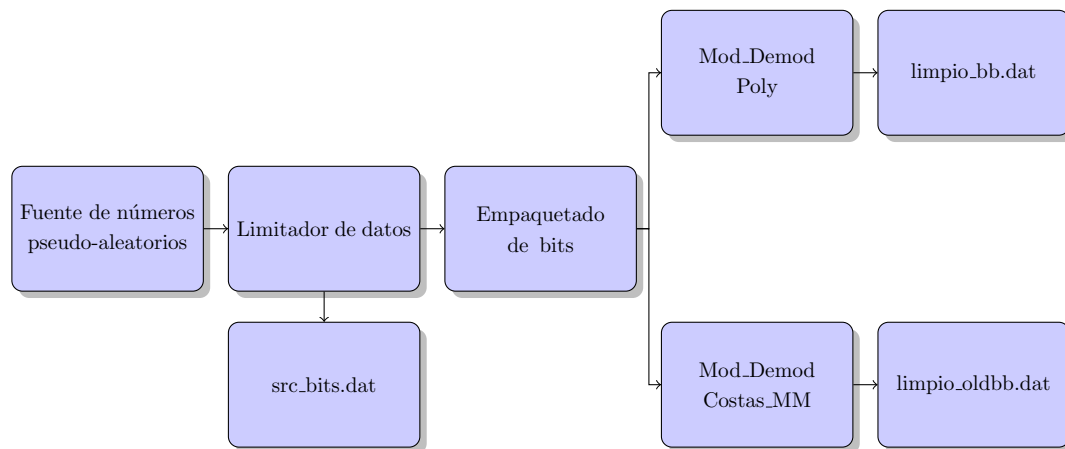 Mod_Demod
Poly
limpio_bb.dat
Fuente de números
pseudo-aleatorios
Limitador de datos
Empaquetado
de bits
src_bits.dat
Mod_Demod
Costas_MM
limpio_oldbb.dat